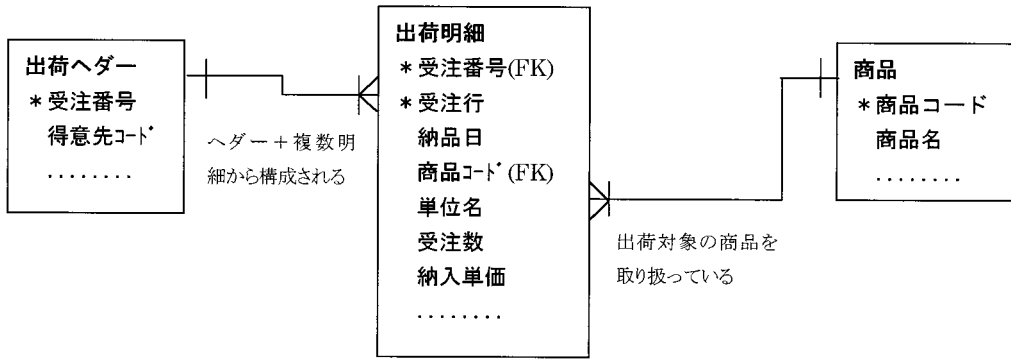 出荷ヘダー
＊受注番号
得意先ｺｰﾄﾞ
‥‥‥‥
ヘダー＋複数明
細から構成される
出荷明細
＊受注番号(FK)
＊受注行
納品日
商品ｺｰﾄﾞ(FK)
単位名
受注数
納入単価
‥‥‥‥
出荷対象の商品を
取り扱っている
商品
＊商品コード
商品名
‥‥‥‥